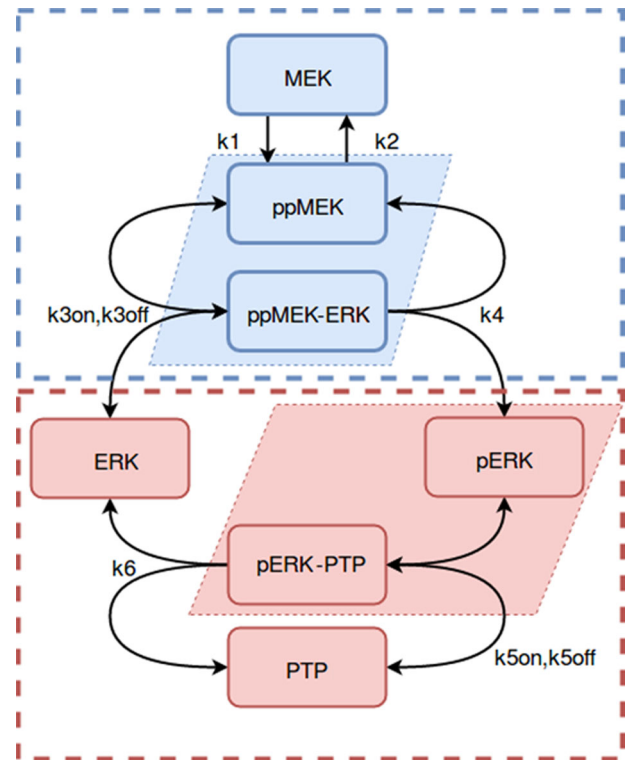 MEK
k1
k2
ppMEK
ppMEK-ERK
k3on,k3off
k4
ERK
pERK
pERK-PTP
k6
k5on,k5off
PTP